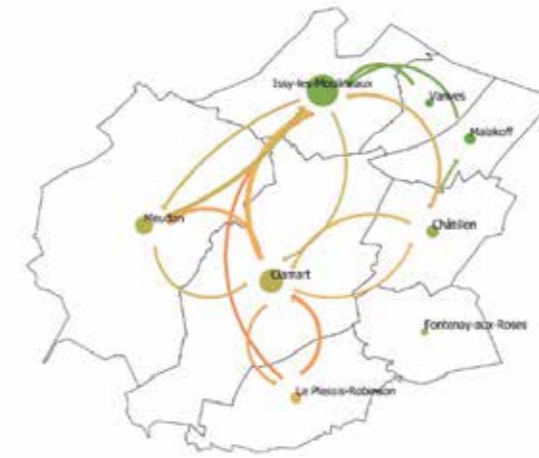 Issy-les-Moulineaux
Vanves
Malakoff
Meudon
Châtillon
Clamart
Fontenay-aux-Roses
Le Plessis-Robinson